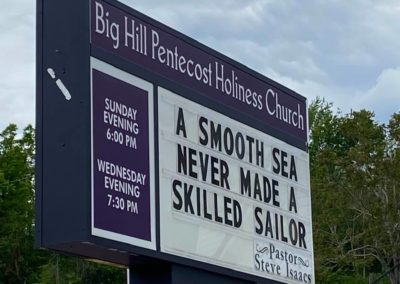 Big Hill Pentecost Holiness Church
SUNDAY
EVENING
6:00 PM
WEDNESDAY
EVENING
7:30 PM
A SMOOTH SEA
NEVER MADE A
SKILLED SAILOR
Pastor
Steve Isaacs